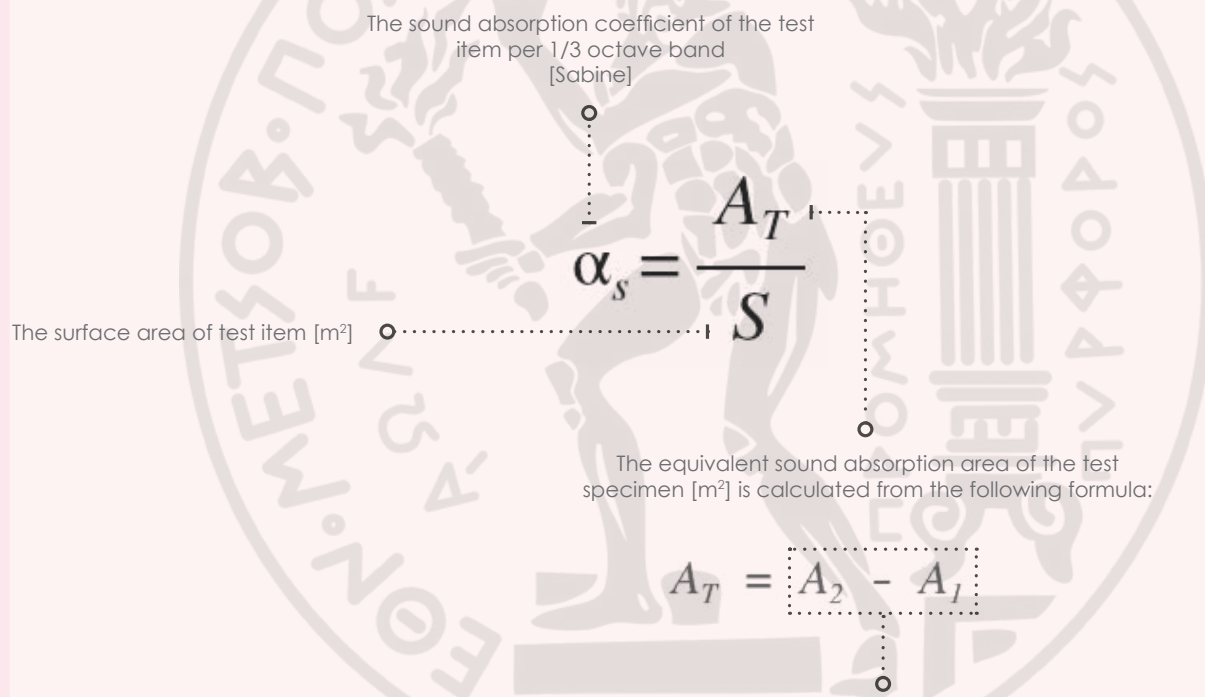 The sound absorption coefficient of the test
item per 1/3 octave band
[Sabine]
α_s = A_T / S
The surface area of test item [m²]
The equivalent sound absorption area of the test
specimen [m²] is calculated from the following formula:
A_T = A_2 - A_1
ΠΥΡΦΟΡΟΣ